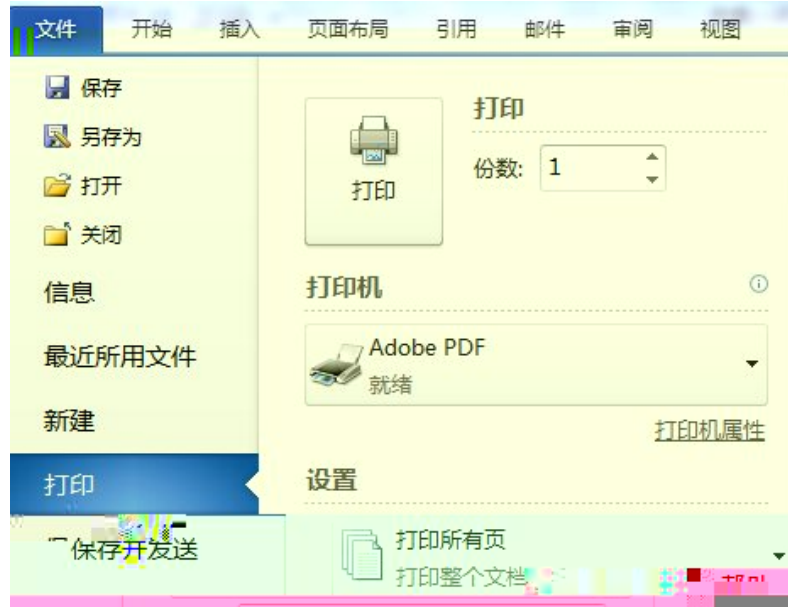 文件 开始 插入 页面布局 引用 邮件 审阅 视图
保存
另存为
打开
关闭
信息
最近所用文件
新建
打印
保存并发送
打印
打印
份数: 1
打印机
Adobe PDF
就绪
打印机属性
设置
打印所有页
打印整个文档